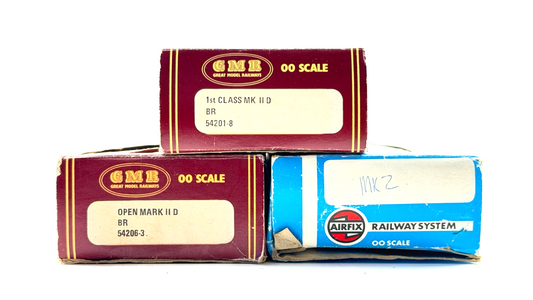 GMR
GREAT MODEL RAILWAYS
OO SCALE
1st CLASS MK II D
BR
54201-8
GMR
GREAT MODEL RAILWAYS
OO SCALE
OPEN MARK II D
BR
54206-3
MK2
AIRFIX
RAILWAY SYSTEM
OO SCALE